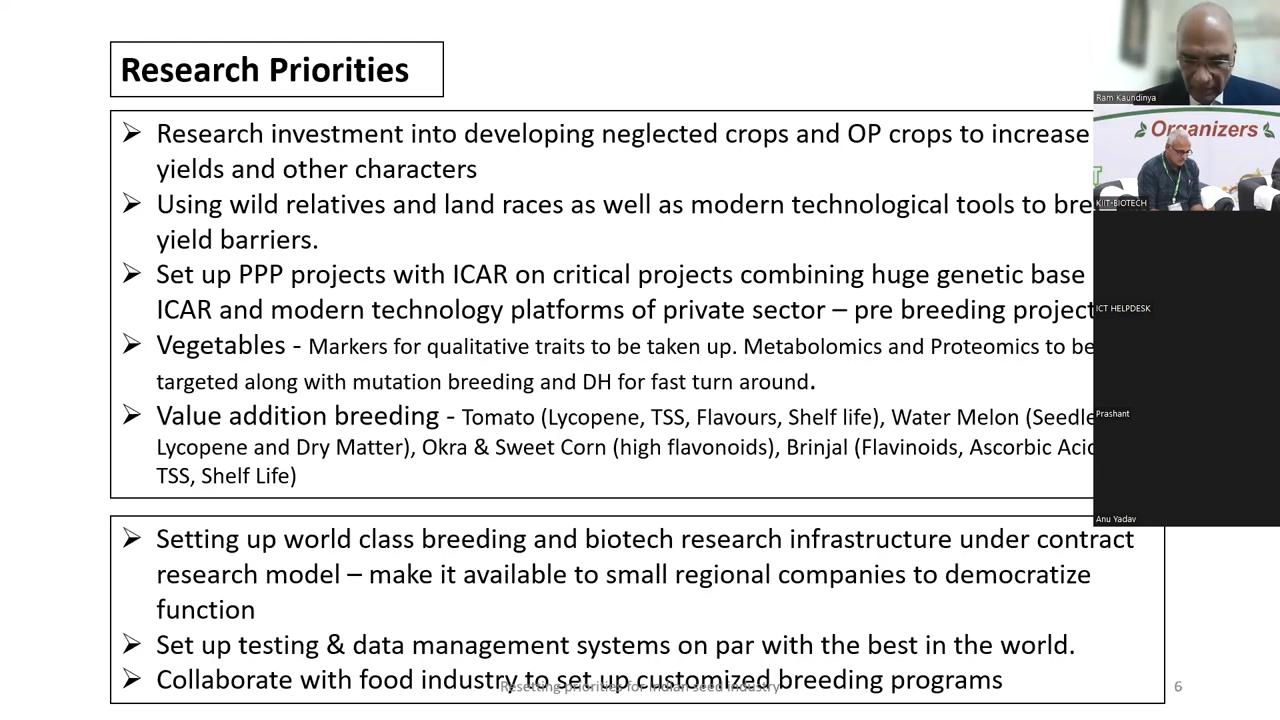 Research Priorities
➢ Research investment into developing neglected crops and OP crops to increase
yields and other characters
➢ Using wild relatives and land races as well as modern technological tools to bre
yield barriers.
➢ Set up PPP projects with ICAR on critical projects combining huge genetic base
ICAR and modern technology platforms of private sector – pre breeding project
➢ Vegetables - Markers for qualitative traits to be taken up. Metabolomics and Proteomics to be
targeted along with mutation breeding and DH for fast turn around.
➢ Value addition breeding - Tomato (Lycopene, TSS, Flavours, Shelf life), Water Melon (Seedle
Lycopene and Dry Matter), Okra & Sweet Corn (high flavonoids), Brinjal (Flavinoids, Ascorbic Acid
TSS, Shelf Life)
➢ Setting up world class breeding and biotech research infrastructure under contract
research model – make it available to small regional companies to democratize
function
➢ Set up testing & data management systems on par with the best in the world.
➢ Collaborate with food industry to set up customized breeding programs
Resetting priorities for Indian seed industry
6
Ram Kaundinya
Organizers
KIIT-BIOTECH
ICT HELPDESK
Prashant
Anu Yadav